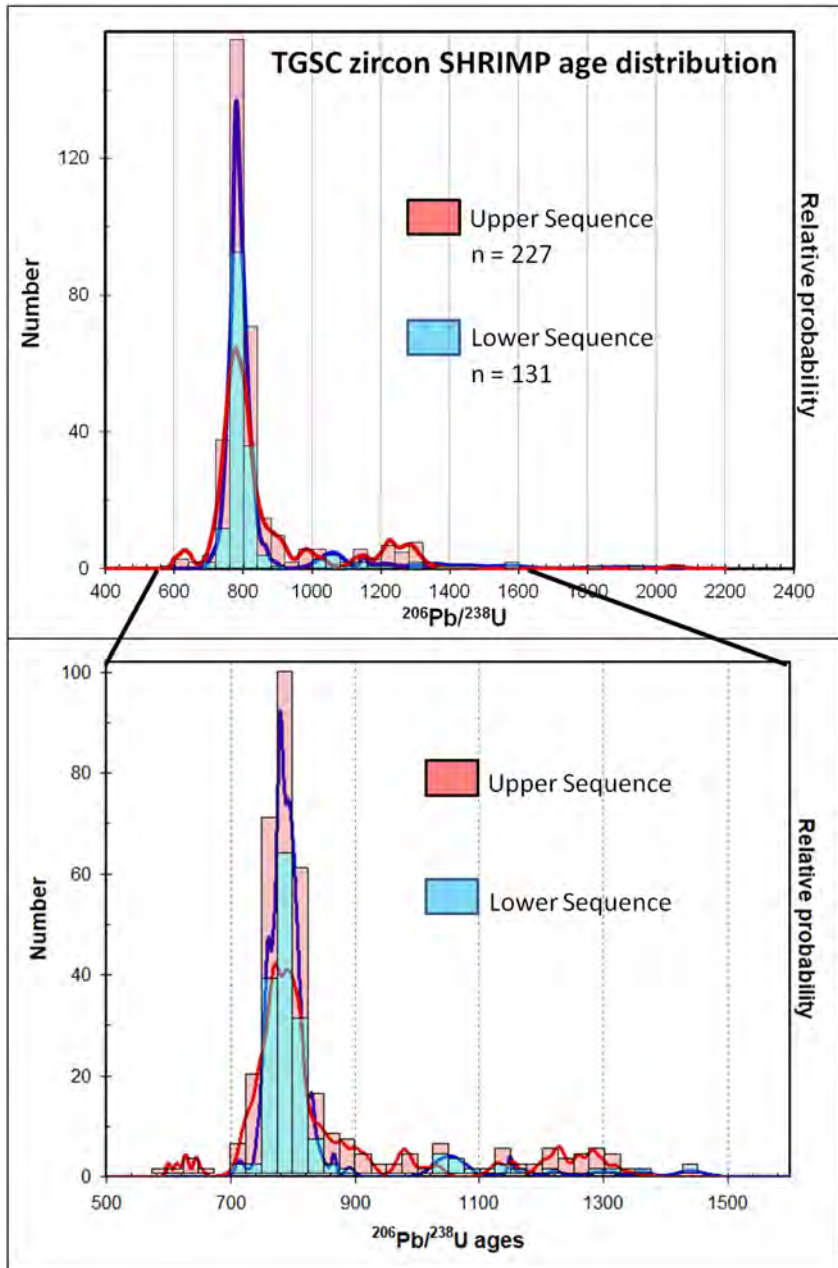 TGSC zircon SHRIMP age distribution
Number
120
80
40
0
Upper Sequence
n = 227
Lower Sequence
n = 131
Relative probability
400 600 800 1000 1200 1400 1600 1800 2000 2200 2400
²⁰⁶Pb/²³⁸U
Number
100
80
60
40
20
0
Upper Sequence
Lower Sequence
Relative probability
500 700 900 1100 1300 1500
²⁰⁶Pb/²³⁸U ages